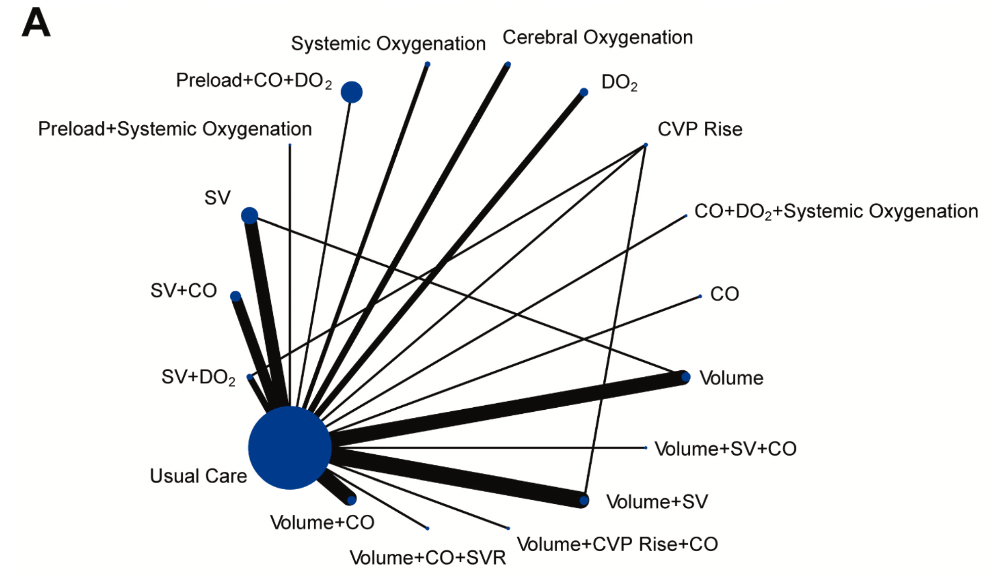 A
Systemic Oxygenation
Cerebral Oxygenation
Preload+CO+DO₂
DO₂
Preload+Systemic Oxygenation
CVP Rise
SV
CO+DO₂+Systemic Oxygenation
SV+CO
CO
SV+DO₂
Volume
Volume+SV+CO
Usual Care
Volume+SV
Volume+CO
Volume+CVP Rise+CO
Volume+CO+SVR